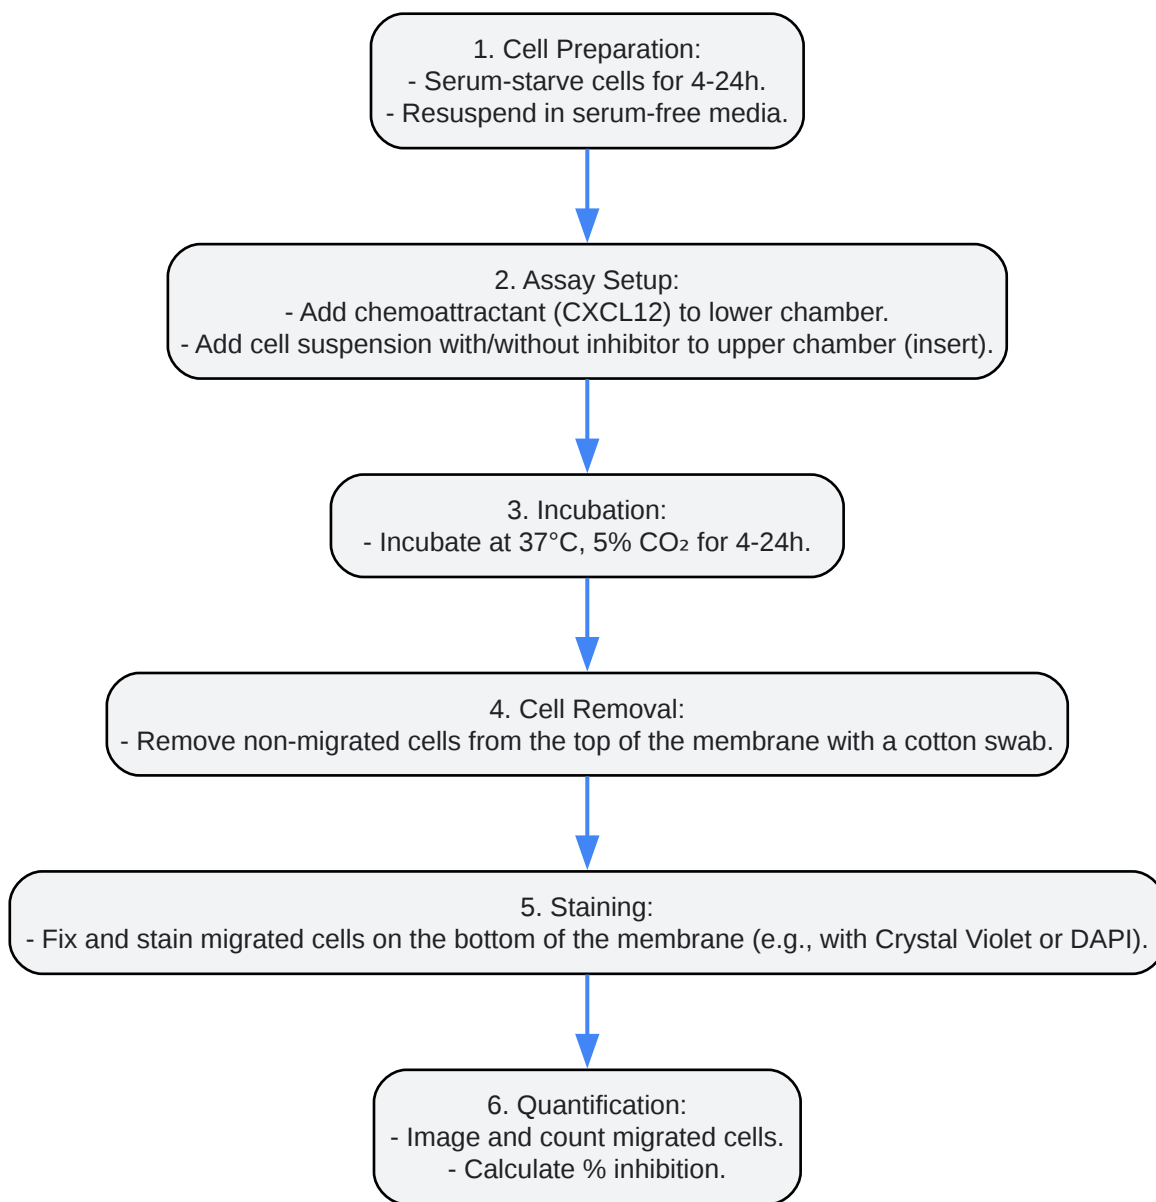 1. Cell Preparation:
- Serum-starve cells for 4-24h.
- Resuspend in serum-free media.
2. Assay Setup:
- Add chemoattractant (CXCL12) to lower chamber.
- Add cell suspension with/without inhibitor to upper chamber (insert).
3. Incubation:
- Incubate at 37°C, 5% CO₂ for 4-24h.
4. Cell Removal:
- Remove non-migrated cells from the top of the membrane with a cotton swab.
5. Staining:
- Fix and stain migrated cells on the bottom of the membrane (e.g., with Crystal Violet or DAPI).
6. Quantification:
- Image and count migrated cells.
- Calculate % inhibition.